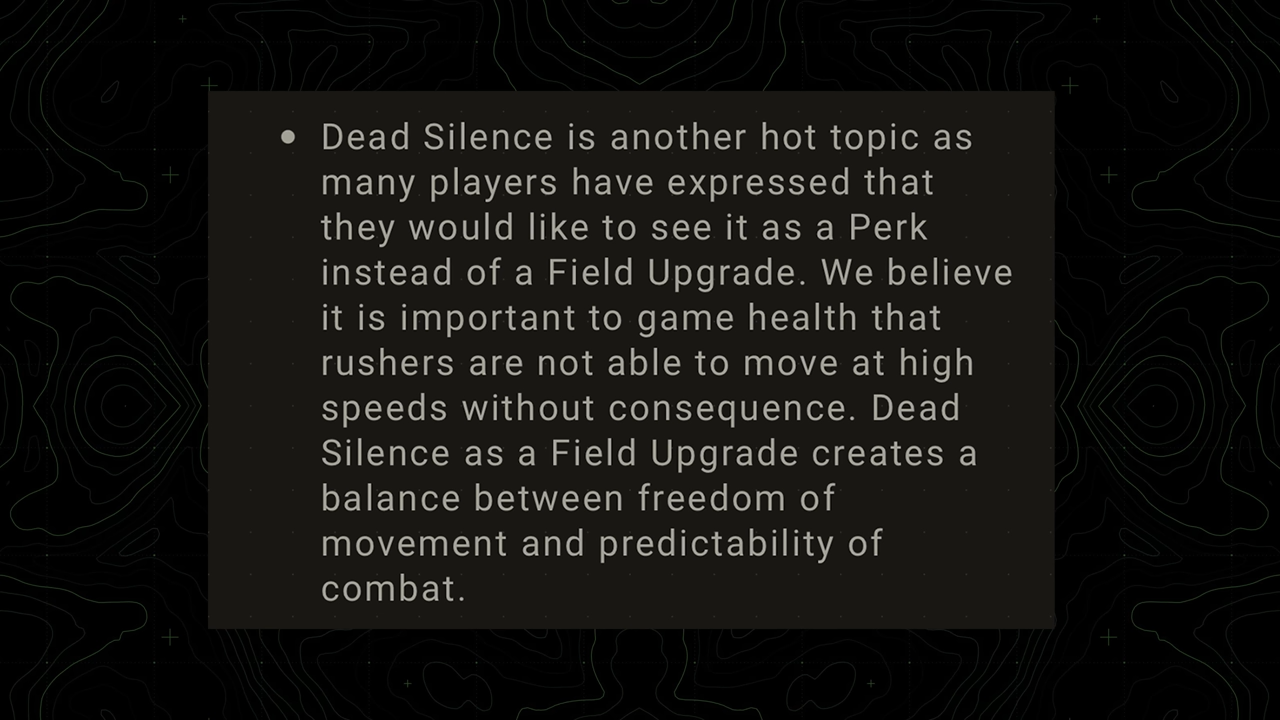 • Dead Silence is another hot topic as
many players have expressed that
they would like to see it as a Perk
instead of a Field Upgrade. We believe
it is important to game health that
rushers are not able to move at high
speeds without consequence. Dead
Silence as a Field Upgrade creates a
balance between freedom of
movement and predictability of
combat.